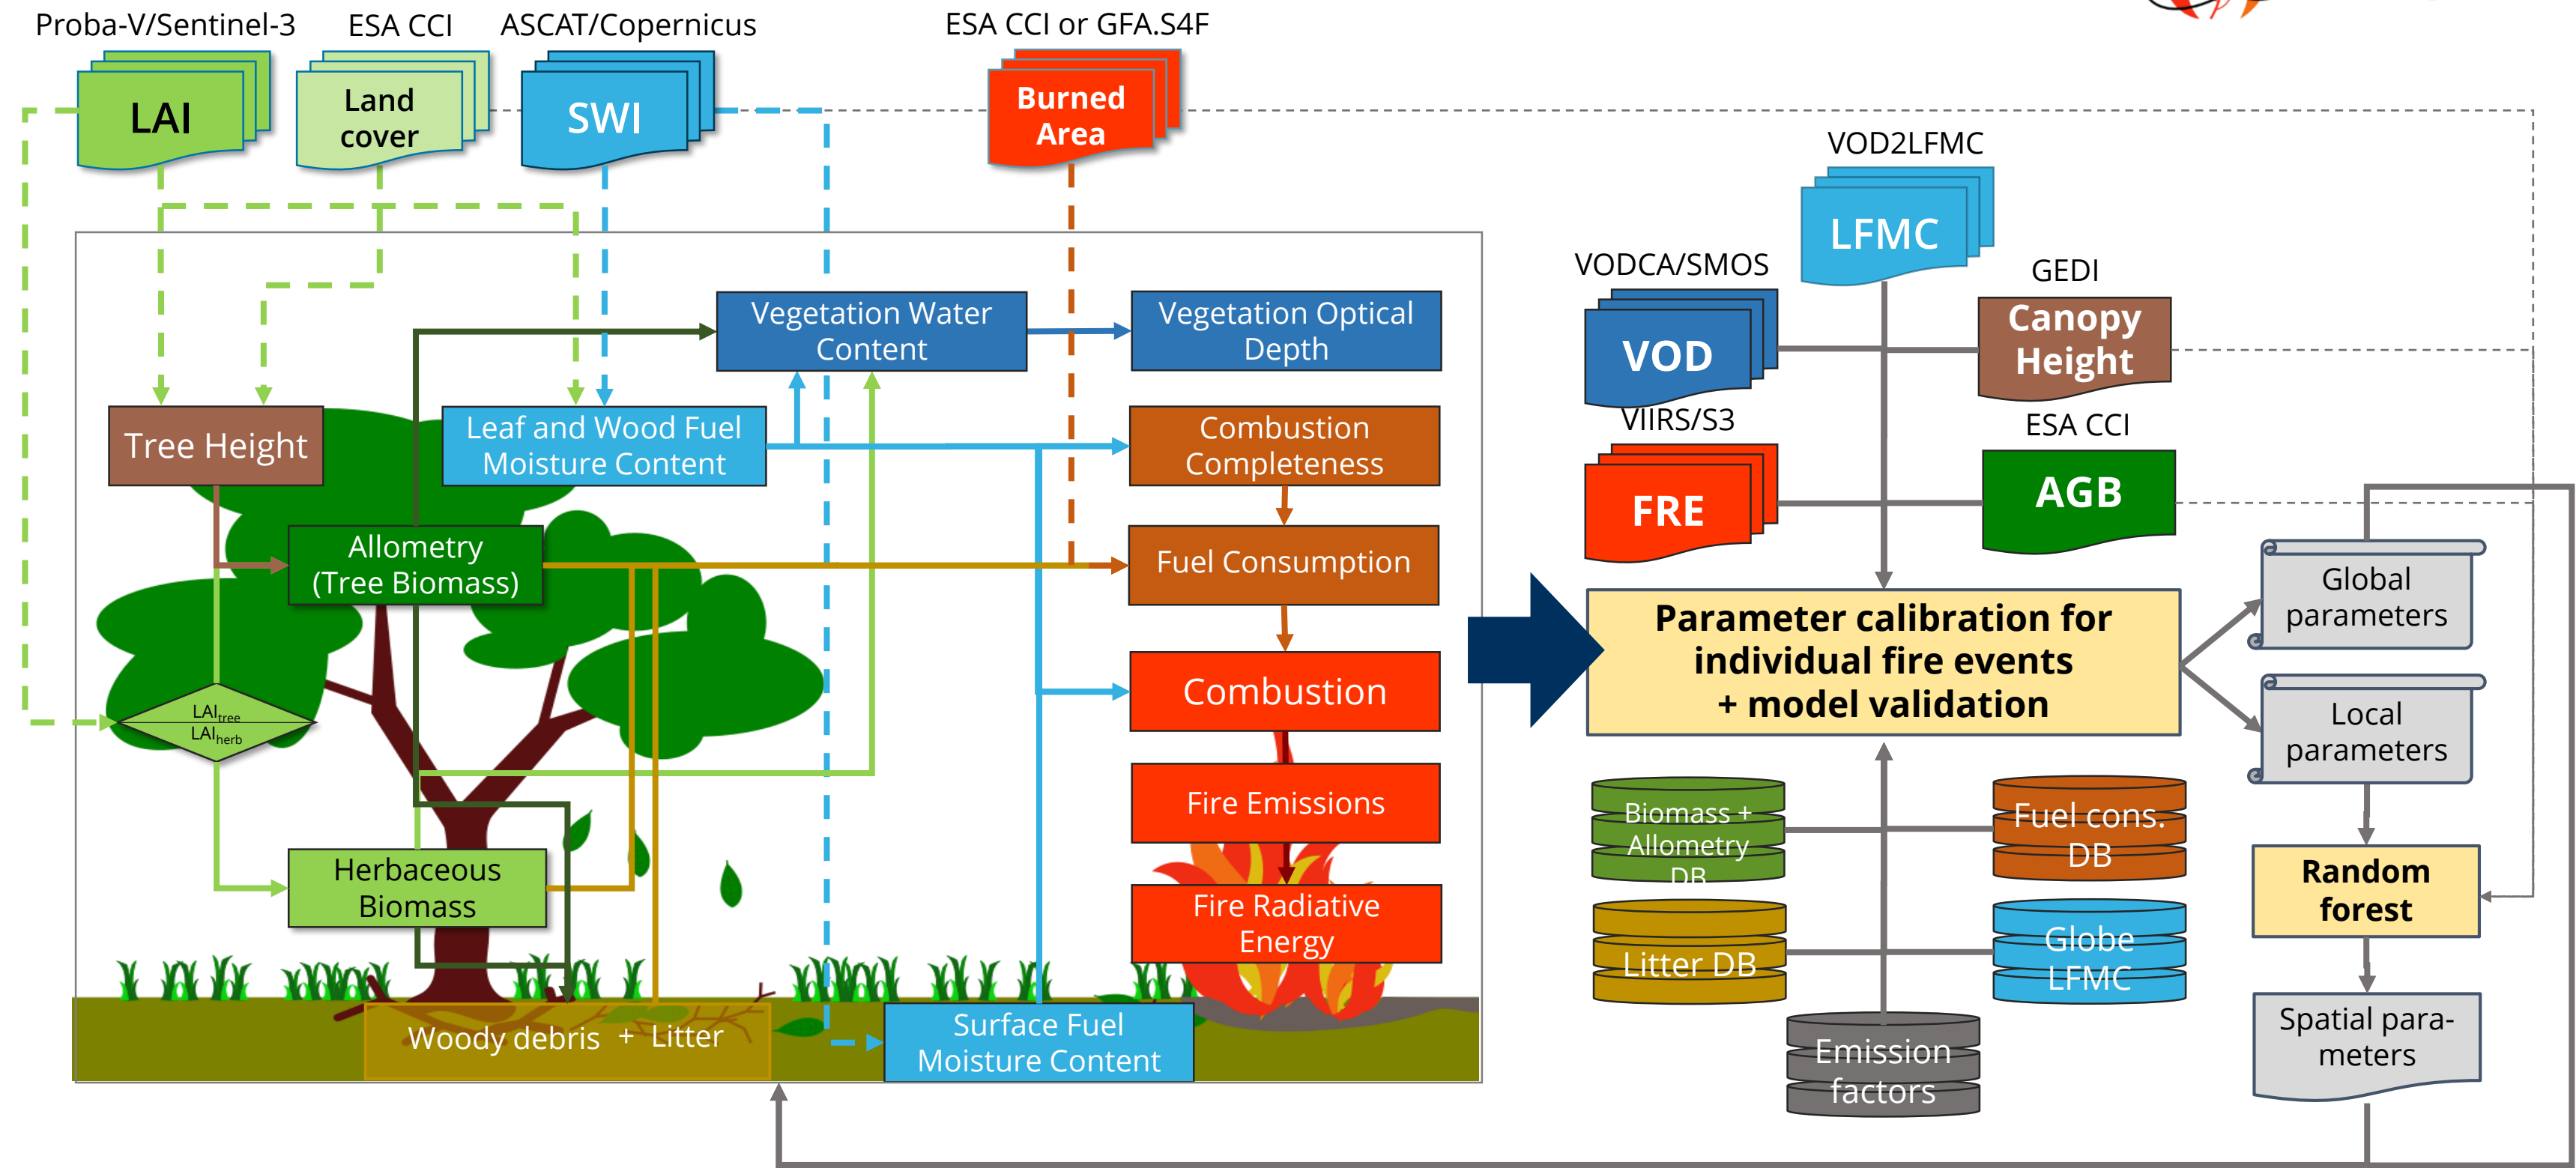 Proba-V/Sentinel-3
ESA CCI
ASCAT/Copernicus
ESA CCI or GFA.S4F
LAI
Land
cover
SWI
Burned
Area
VOD2LFMC
LFMC
VODCA/SMOS
VOD
GEDI
Canopy
Height
VIIRS/S3
FRE
ESA CCI
AGB
Vegetation Water
Content
Vegetation Optical
Depth
Tree Height
Leaf and Wood Fuel
Moisture Content
Combustion
Completeness
Allometry
(Tree Biomass)
Fuel Consumption
Combustion
LAItree
LAIherb
Fire Emissions
Herbaceous
Biomass
Fire Radiative
Energy
Woody debris + Litter
Surface Fuel
Moisture Content
Parameter calibration for
individual fire events
+ model validation
Global
parameters
Local
parameters
Biomass +
Allometry
DB
Fuel cons.
DB
Litter DB
Globe
LFMC
Emission
factors
Random
forest
Spatial para-
meters